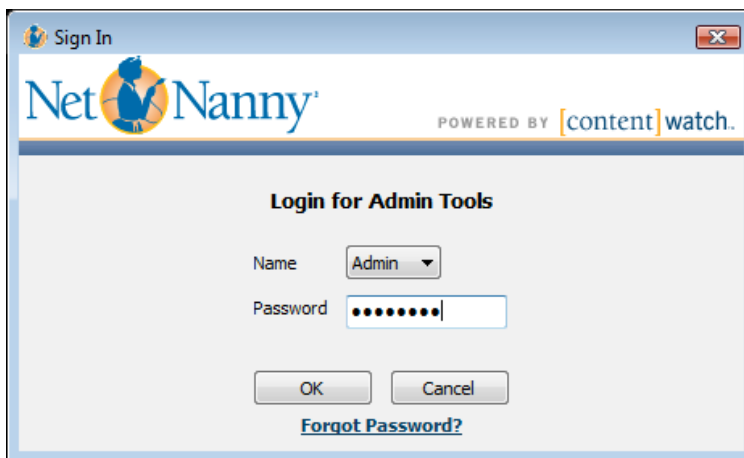 Sign In
Net Nanny
POWERED BY [content]watch.
Login for Admin Tools
Name Admin
Password ••••••••
OK Cancel
Forgot Password?